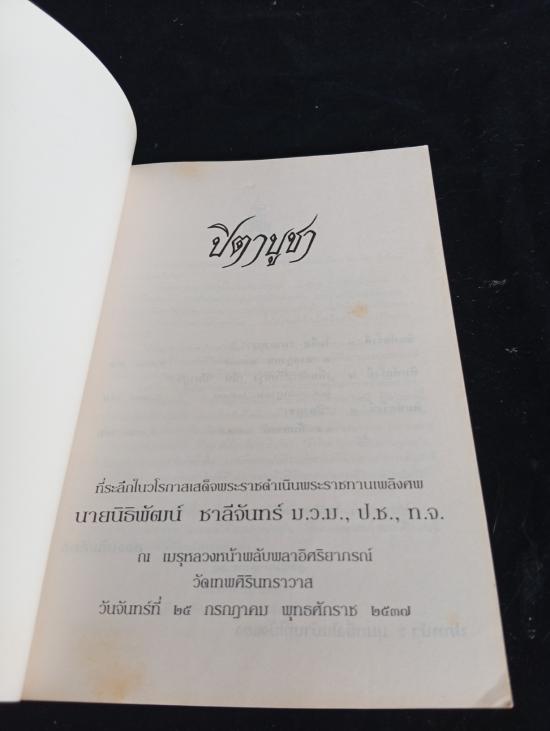 ปิตาบูชา
ที่ระลึกในวโรกาสเสด็จพระราชดำเนินพระราชทานเพลิงศพ
นายนิธิพัฒน์ ชาลีจันทร์ ม.ว.ม., ป.ช., ท.จ.
ณ เมรุหลวงหน้าพลับพลาอิศริยาภรณ์
วัดเทพศิรินทราวาส
วันจันทร์ที่ ๒๕ กรกฎาคม พุทธศักราช ๒๕๓๗